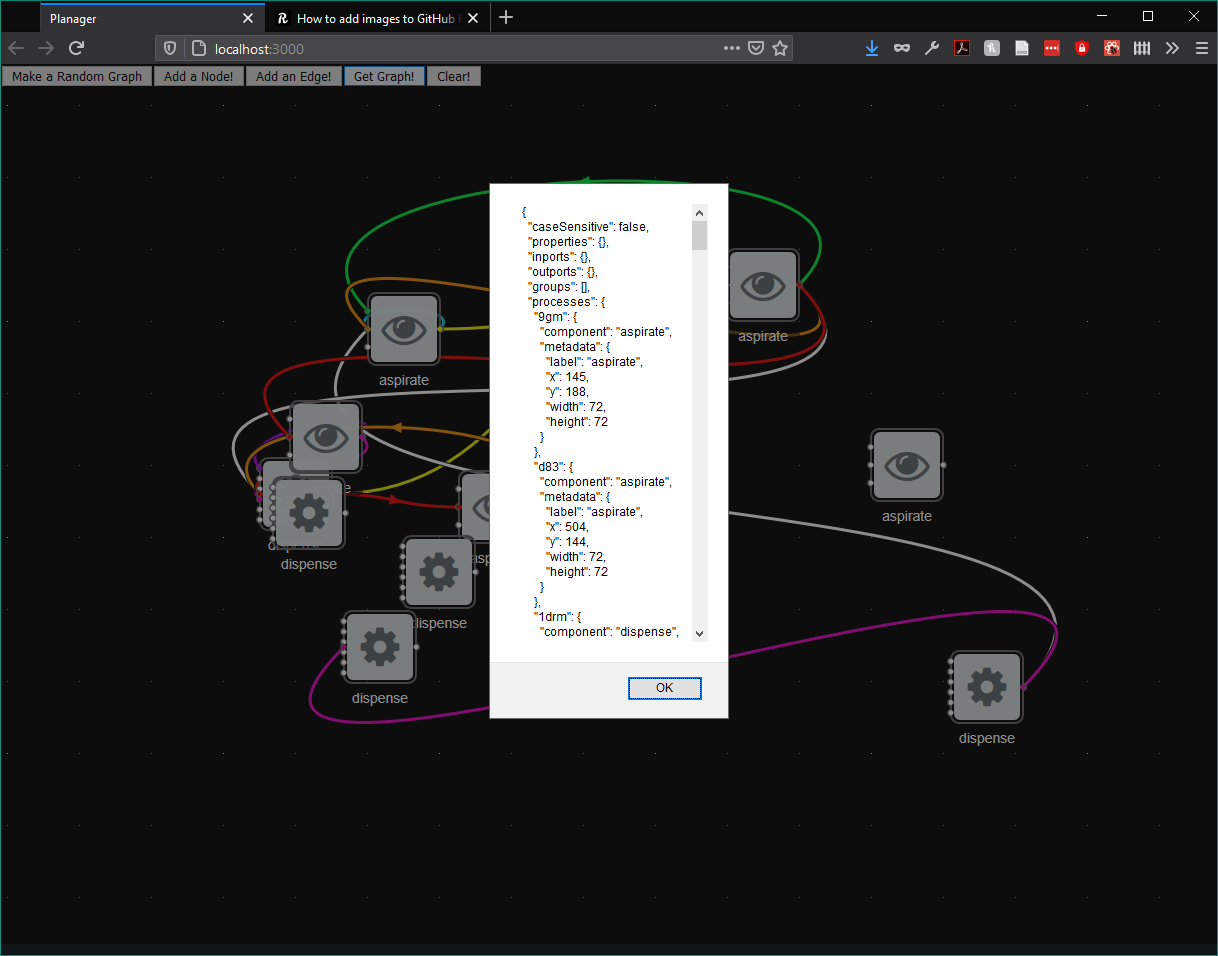 Planager
How to add images to GitHub
localhost:3000
Make a Random Graph
Add a Node!
Add an Edge!
Get Graph!
Clear!
{
"caseSensitive": false,
"properties": {},
"inports": {},
"outports": {},
"groups": [],
"processes": {
"9gm": {
"component": "aspirate",
"metadata": {
"label": "aspirate",
"x": 145,
"y": 188,
"width": 72,
"height": 72
}
},
"d83": {
"component": "aspirate",
"metadata": {
"label": "aspirate",
"x": 504,
"y": 144,
"width": 72,
"height": 72
}
},
"1drm": {
"component": "dispense",
OK
aspirate
aspirate
aspirate
dispense
dispense
dispense
dispense